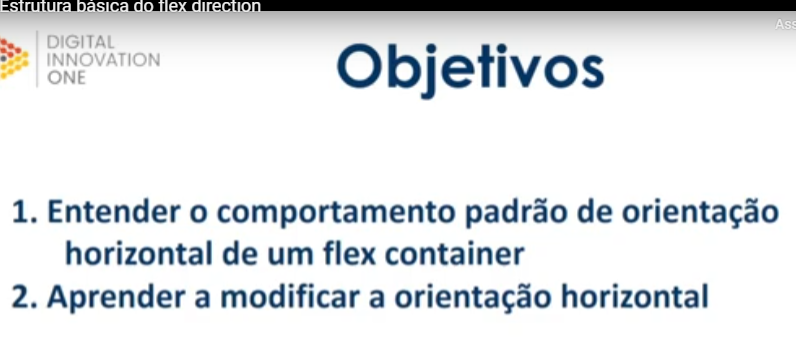 Estrutura básica do flex direction
Ass
DIGITAL
INNOVATION
ONE
Objetivos
1. Entender o comportamento padrão de orientação
horizontal de um flex container
2. Aprender a modificar a orientação horizontal